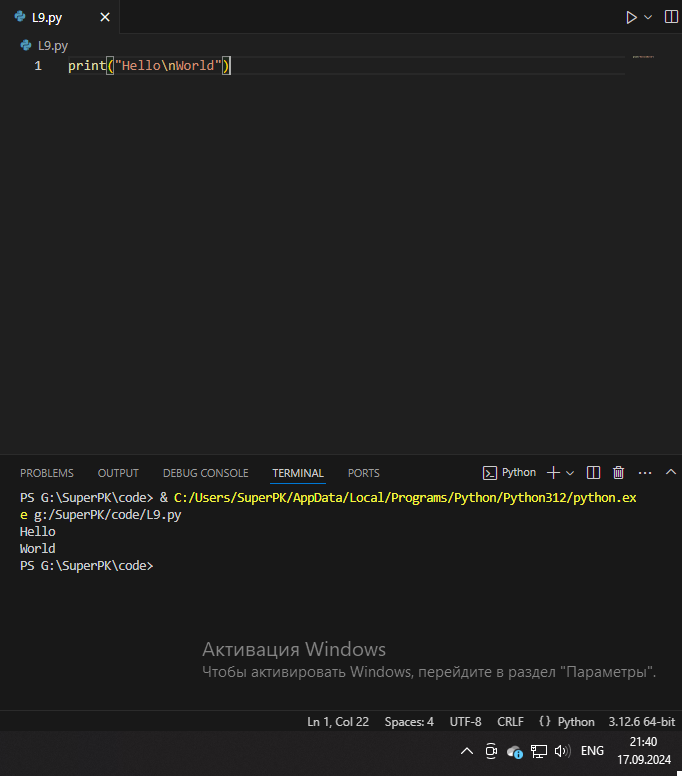 L9.py
L9.py
1 print("Hello\nWorld")
PROBLEMS OUTPUT DEBUG CONSOLE TERMINAL PORTS Python
PS G:\SuperPK\code> & C:/Users/SuperPK/AppData/Local/Programs/Python/Python312/python.ex
e g:/SuperPK/code/L9.py
Hello
World
PS G:\SuperPK\code>
Активация Windows
Чтобы активировать Windows, перейдите в раздел "Параметры".
Ln 1, Col 22 Spaces: 4 UTF-8 CRLF {} Python 3.12.6 64-bit
ENG 21:40
17.09.2024